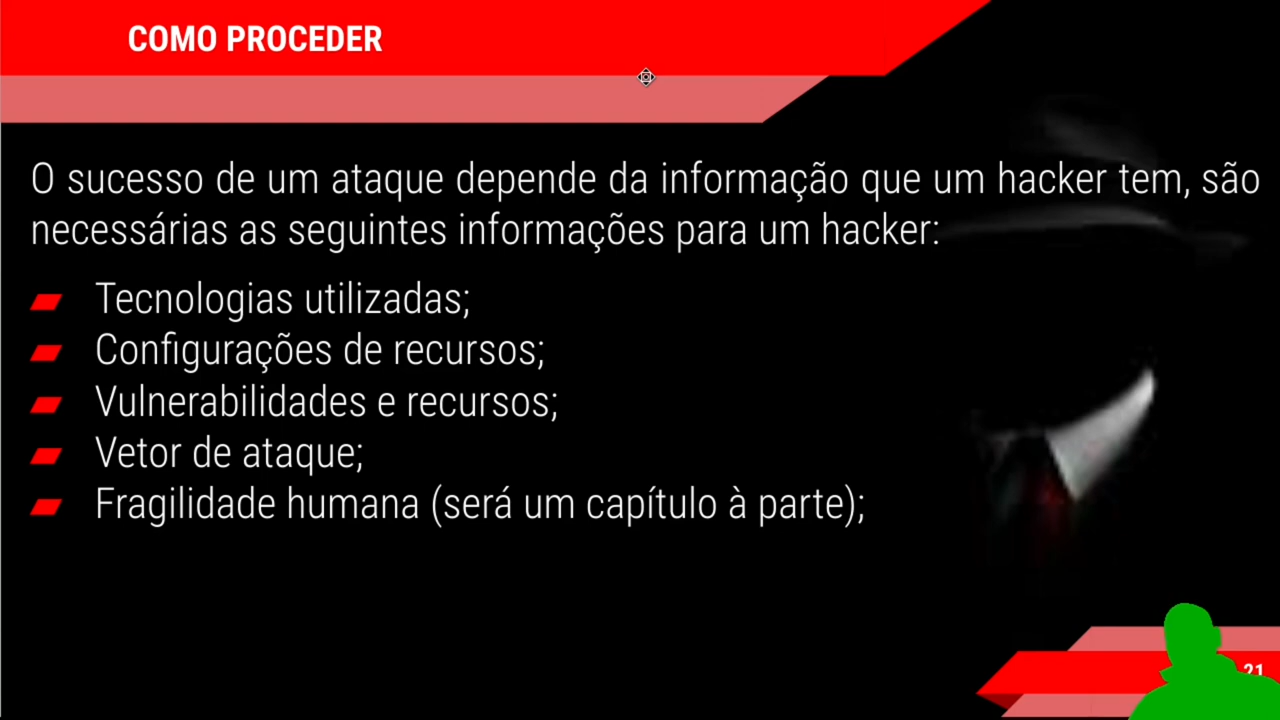 COMO PROCEDER
O sucesso de um ataque depende da informação que um hacker tem, são
necessárias as seguintes informações para um hacker:
Tecnologias utilizadas;
Configurações de recursos;
Vulnerabilidades e recursos;
Vetor de ataque;
Fragilidade humana (será um capítulo à parte);
21